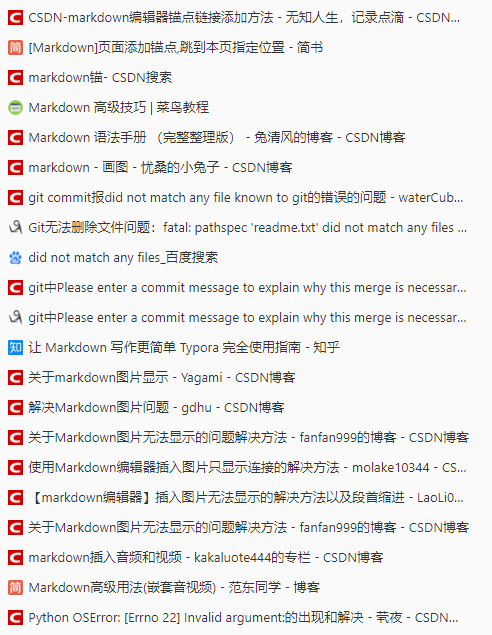 CSDN-markdown编辑器锚点链接添加方法 - 无知人生，记录点滴 - CSDN...
[Markdown]页面添加锚点,跳到本页指定位置 - 简书
markdown锚- CSDN搜索
Markdown 高级技巧 | 菜鸟教程
Markdown 语法手册 （完整整理版） - 兔清风的博客 - CSDN博客
markdown - 画图 - 忧桑的小兔子 - CSDN博客
git commit报did not match any file known to git的错误的问题 - waterCub...
Git无法删除文件问题：fatal: pathspec 'readme.txt' did not match any files ...
did not match any files_百度搜索
git中Please enter a commit message to explain why this merge is necessar...
git中Please enter a commit message to explain why this merge is necessar...
知 让 Markdown 写作更简单 Typora 完全使用指南 - 知乎
关于markdown图片显示 - Yagami - CSDN博客
解决Markdown图片问题 - gdhu - CSDN博客
关于Markdown图片无法显示的问题解决方法 - fanfan999的博客 - CSDN博客
使用Markdown编辑器插入图片只显示连接的解决方法 - molake10344 - CS...
【markdown编辑器】插入图片无法显示的解决方法以及段首缩进 - LaoLi0...
关于Markdown图片无法显示的问题解决方法 - fanfan999的博客 - CSDN博客
markdown插入音频和视频 - kakaluote444的专栏 - CSDN博客
Markdown高级用法(嵌套音视频) - 范东同学 - 博客
Python OSError: [Errno 22] Invalid argument:的出现和解决 - 茕夜 - CSDN...